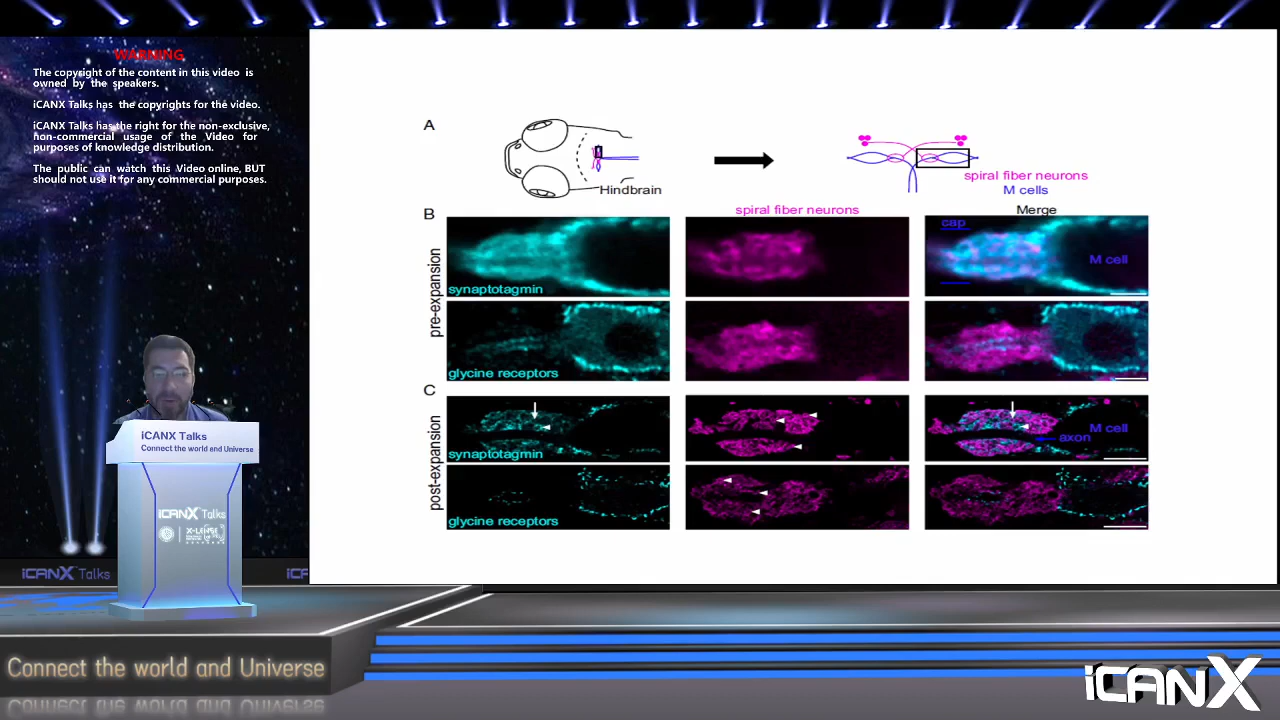 WARNING
The copyright of the content in this video is
owned by the speakers.
iCANX Talks has the copyrights for the video.
iCANX Talks has the right for the non-exclusive,
non-commercial usage of the Video for
purposes of knowledge distribution.
The public can watch this Video online, BUT
should not use it for any commercial purposes.
A
Hindbrain
spiral fiber neurons
M cells
B
spiral fiber neurons
Merge
pre-expansion
synaptotagmin
cap
M cell
glycine receptors
C
post-expansion
synaptotagmin
M cell
axon
glycine receptors
iCANX Talks
Connect the world and Universe
iCANX Talks
iCANX Talks
iCANX
Connect the world and Universe
iCANX